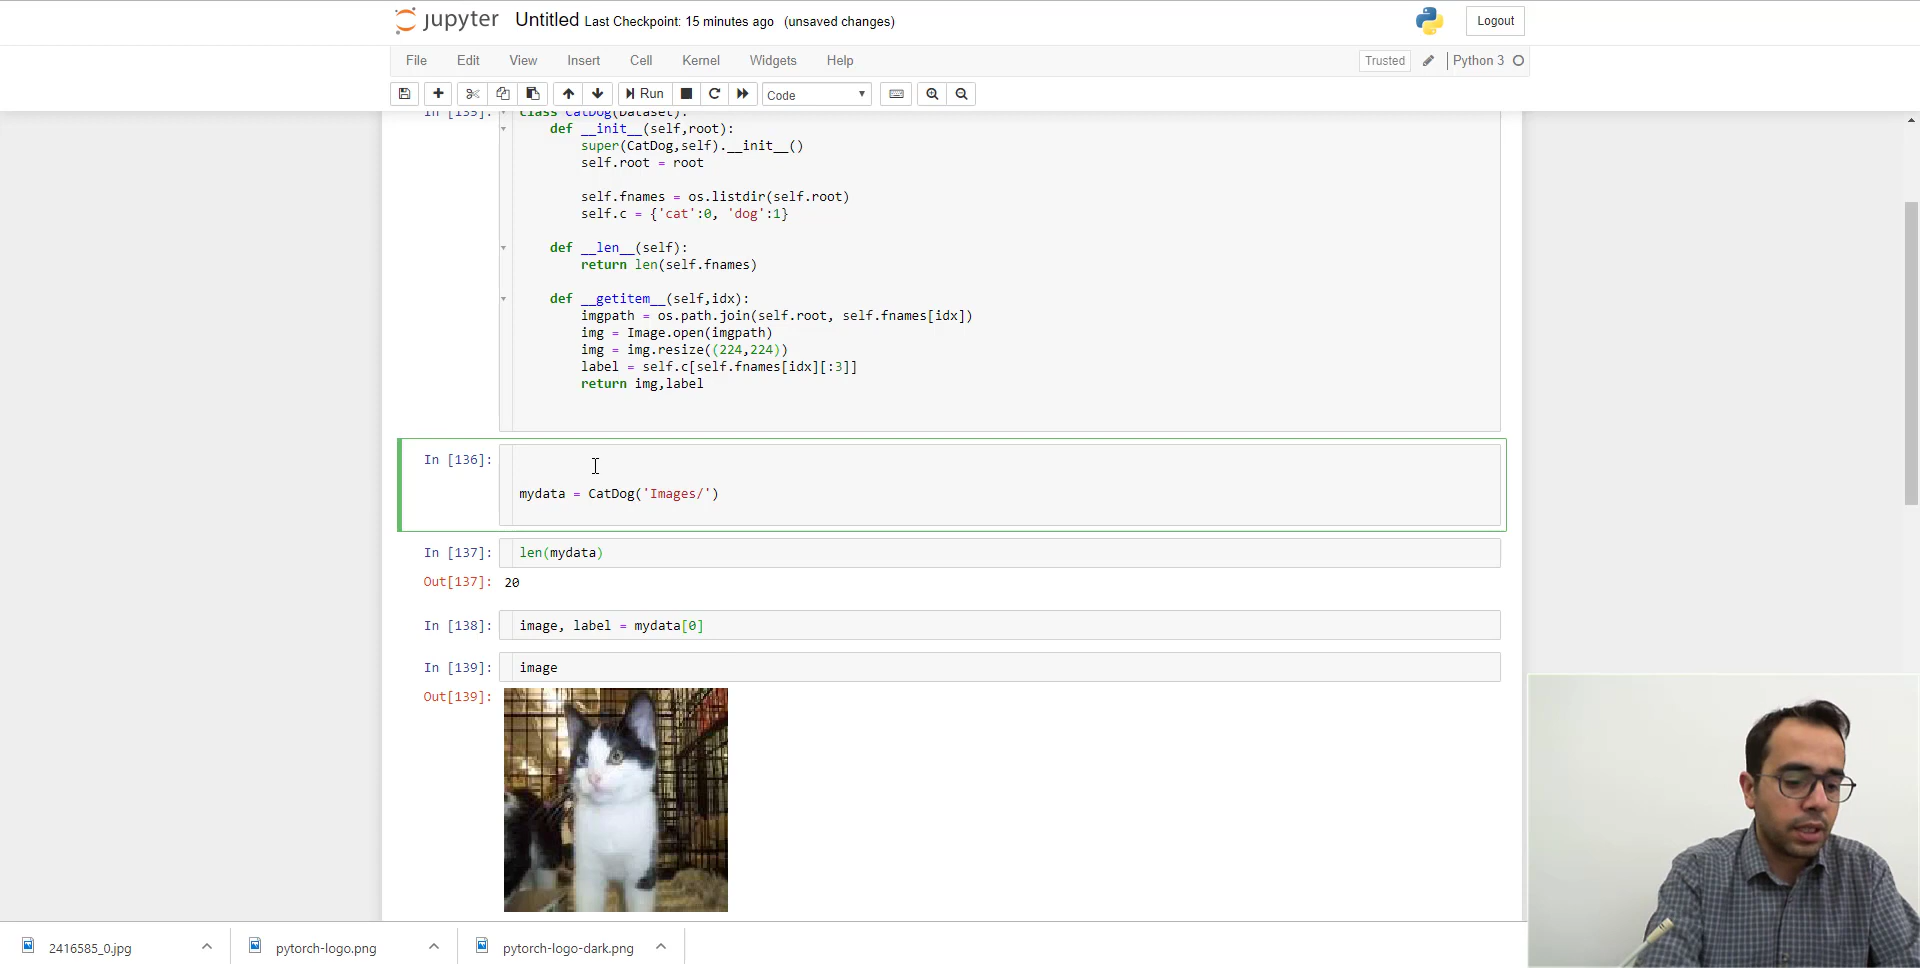 jupyter Untitled Last Checkpoint: 15 minutes ago (unsaved changes) Logout
File Edit View Insert Cell Kernel Widgets Help Trusted Python 3
Run Code
In [135]: class CatDog(Dataset):
def __init__(self,root):
super(CatDog,self).__init__()
self.root = root
self.fnames = os.listdir(self.root)
self.c = {'cat':0, 'dog':1}
def __len__(self):
return len(self.fnames)
def __getitem__(self,idx):
imgpath = os.path.join(self.root, self.fnames[idx])
img = Image.open(imgpath)
img = img.resize((224,224))
label = self.c[self.fnames[idx][:3]]
return img,label
In [136]:
mydata = CatDog('Images/')
In [137]: len(mydata)
Out[137]: 20
In [138]: image, label = mydata[0]
In [139]: image
Out[139]:
2416585_0.jpg pytorch-logo.png pytorch-logo-dark.png